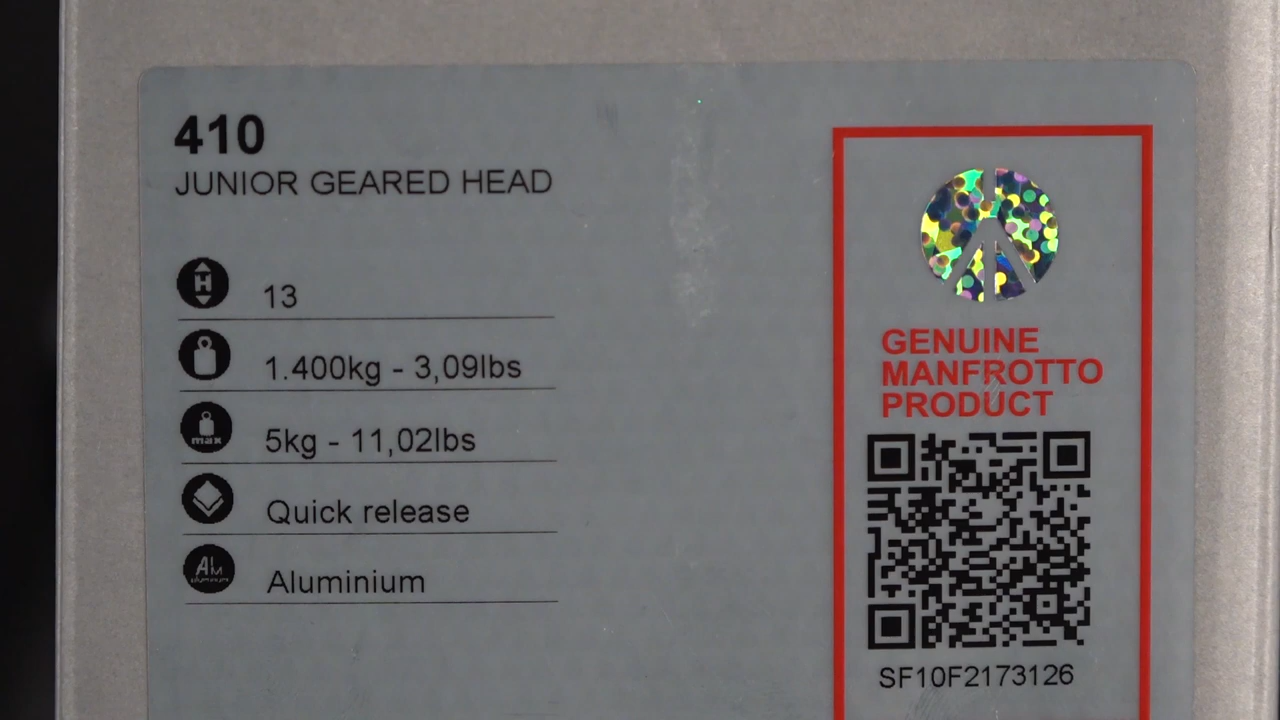 410
JUNIOR GEARED HEAD
H 13
1.400kg - 3,09lbs
max 5kg - 11,02lbs
Quick release
Aluminium
GENUINE
MANFROTTO
PRODUCT
SF10F2173126